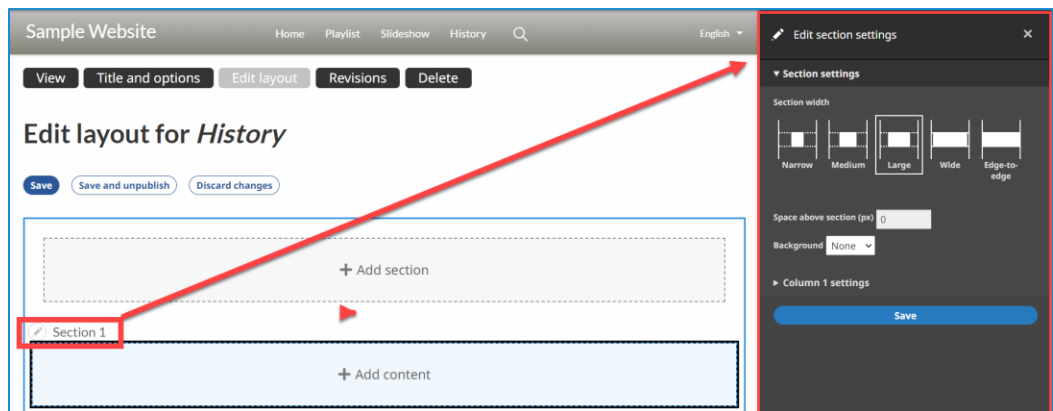 Sample Website
Home Playlist Slideshow History
English
View Title and options Edit layout Revisions Delete
Edit layout for History
Save Save and unpublish Discard changes
+ Add section
Section 1
+ Add content
Edit section settings
Section settings
Section width
Narrow Medium Large Wide Edge-to-
edge
Space above section (px) 0
Background None
Column 1 settings
Save